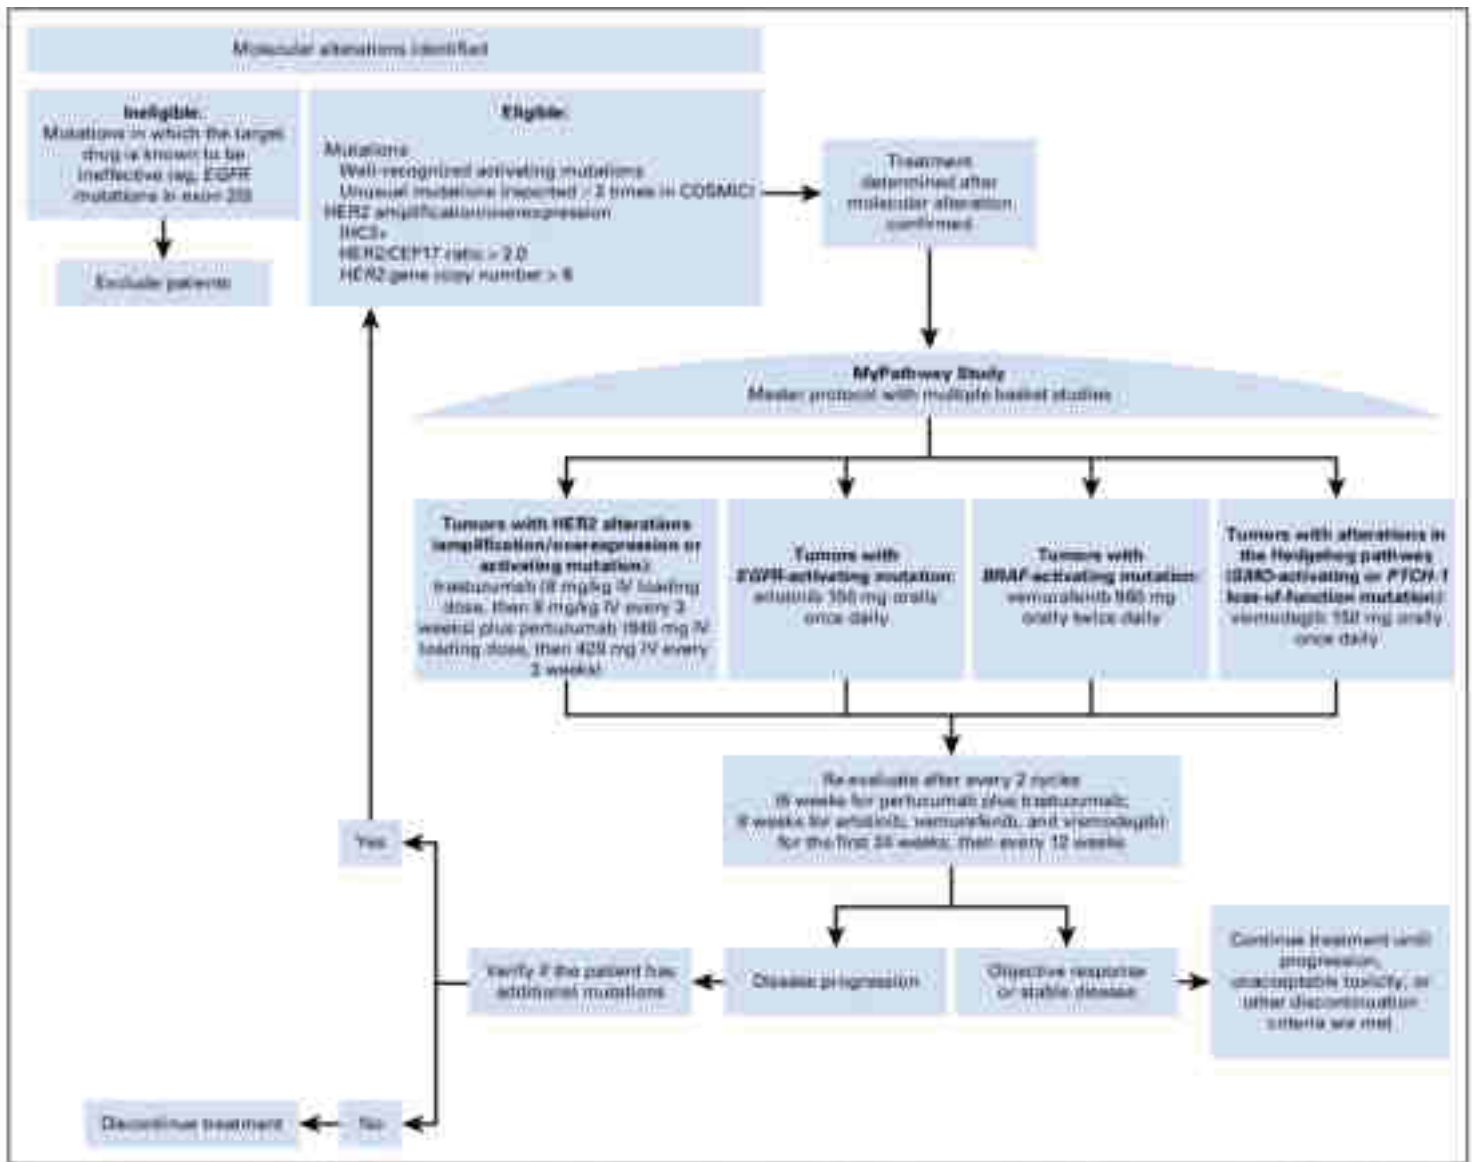 Molecular alterations identified
Ineligible:
Mutations in which the target
drug is known to be
ineffective (eg, EGFR
mutations in exon 20)
Exclude patients
Eligible:
Mutations
Well-recognized activating mutations
Unusual mutations (reported 2 times in COSMIC)
HER2 amplification/overexpression
IHC3+
HER2:CEP17 ratio > 2.0
HER2 gene copy number > 6
Treatment
determined after
molecular alteration
confirmed
MyPathway Study
Master protocol with multiple basket studies
Tumors with HER2 alterations
(amplification/overexpression or
activating mutation):
trastuzumab (8 mg/kg IV loading
dose, then 6 mg/kg IV every 3
weeks) plus pertuzumab (840 mg IV
loading dose, then 420 mg IV every
3 weeks)
Tumors with
EGFR-activating mutation:
erlotinib 150 mg orally
once daily
Tumors with
BRAF-activating mutation:
vemurafenib 960 mg
orally twice daily
Tumors with alterations in
the Hedgehog pathway
(SMO-activating or PTCH-1
loss-of-function mutation):
vismodegib 150 mg orally
once daily
Re-evaluate after every 2 cycles
(6 weeks for pertuzumab plus trastuzumab;
8 weeks for erlotinib, vemurafenib, and vismodegib)
for the first 24 weeks, then every 12 weeks
Yes
Verify if the patient has
additional mutations
Disease progression
Objective response
or stable disease
Continue treatment until
progression,
unacceptable toxicity, or
other discontinuation
criteria are met
Discontinue treatment
No